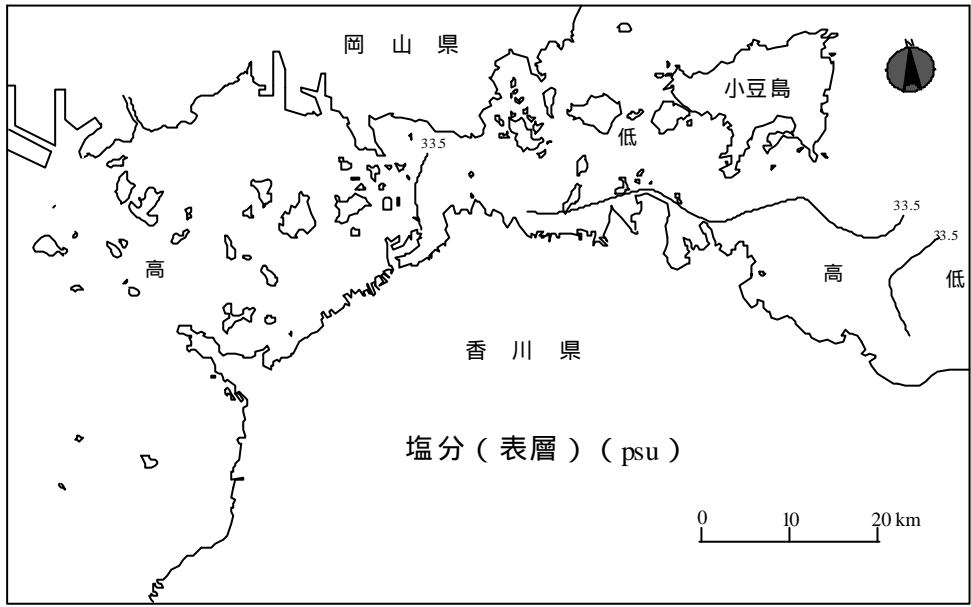 岡 山 県
N
小豆島
低
33.5
33.5
33.5
高
高
低
香 川 県
塩分（表層）（psu）
0 10 20 km